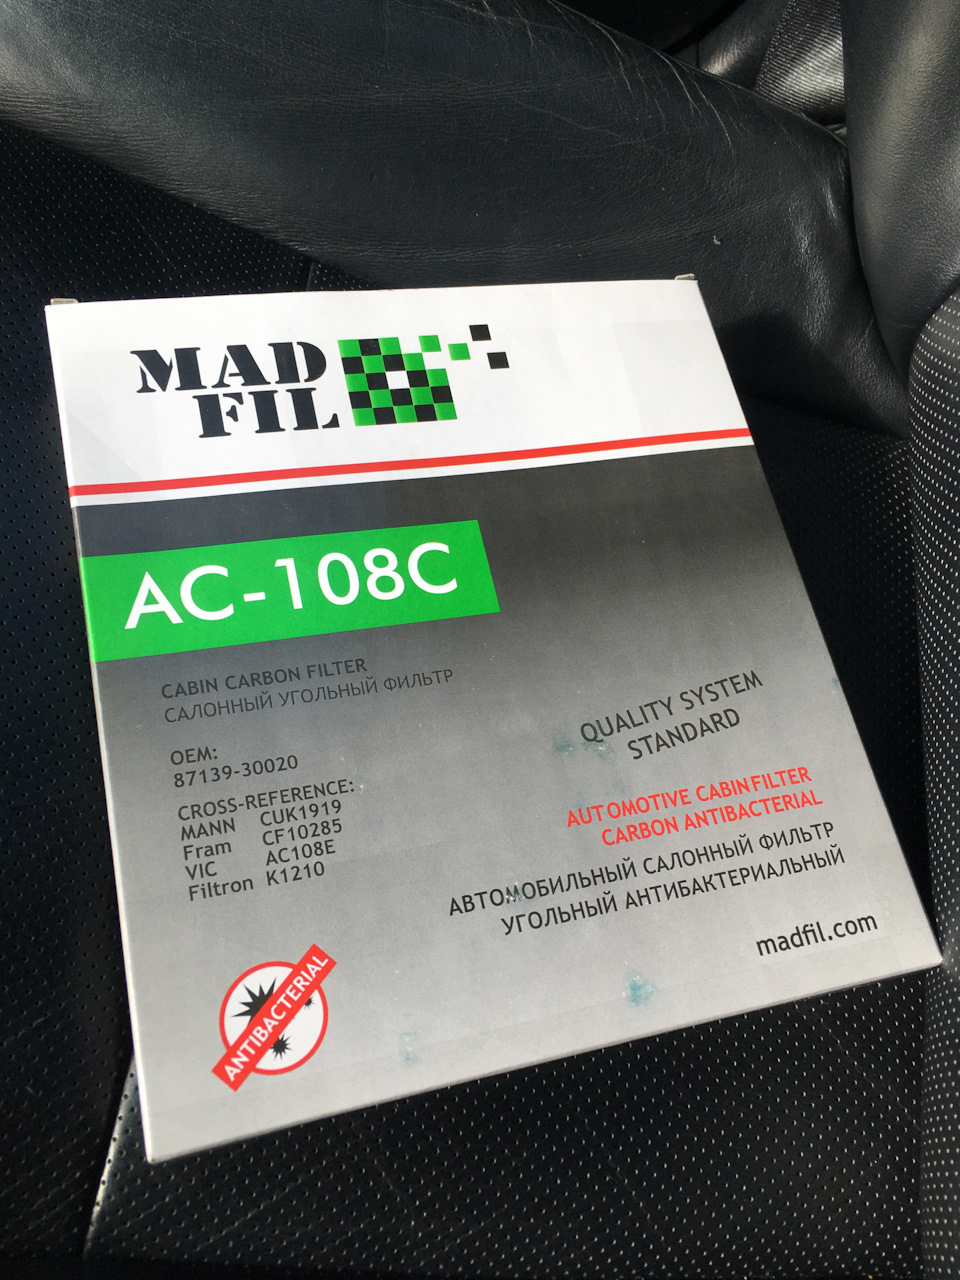 MAD
FIL
AC-108C
CABIN CARBON FILTER
САЛОННЫЙ УГОЛЬНЫЙ ФИЛЬТР
OEM:
87139-30020
CROSS-REFERENCE:
MANN CUK1919
Fram CF10285
VIC AC108E
Filtron K1210
QUALITY SYSTEM
STANDARD
AUTOMOTIVE CABIN FILTER
CARBON ANTIBACTERIAL
АВТОМОБИЛЬНЫЙ САЛОННЫЙ ФИЛЬТР
УГОЛЬНЫЙ АНТИБАКТЕРИАЛЬНЫЙ
madfil.com
ANTIBACTERIAL